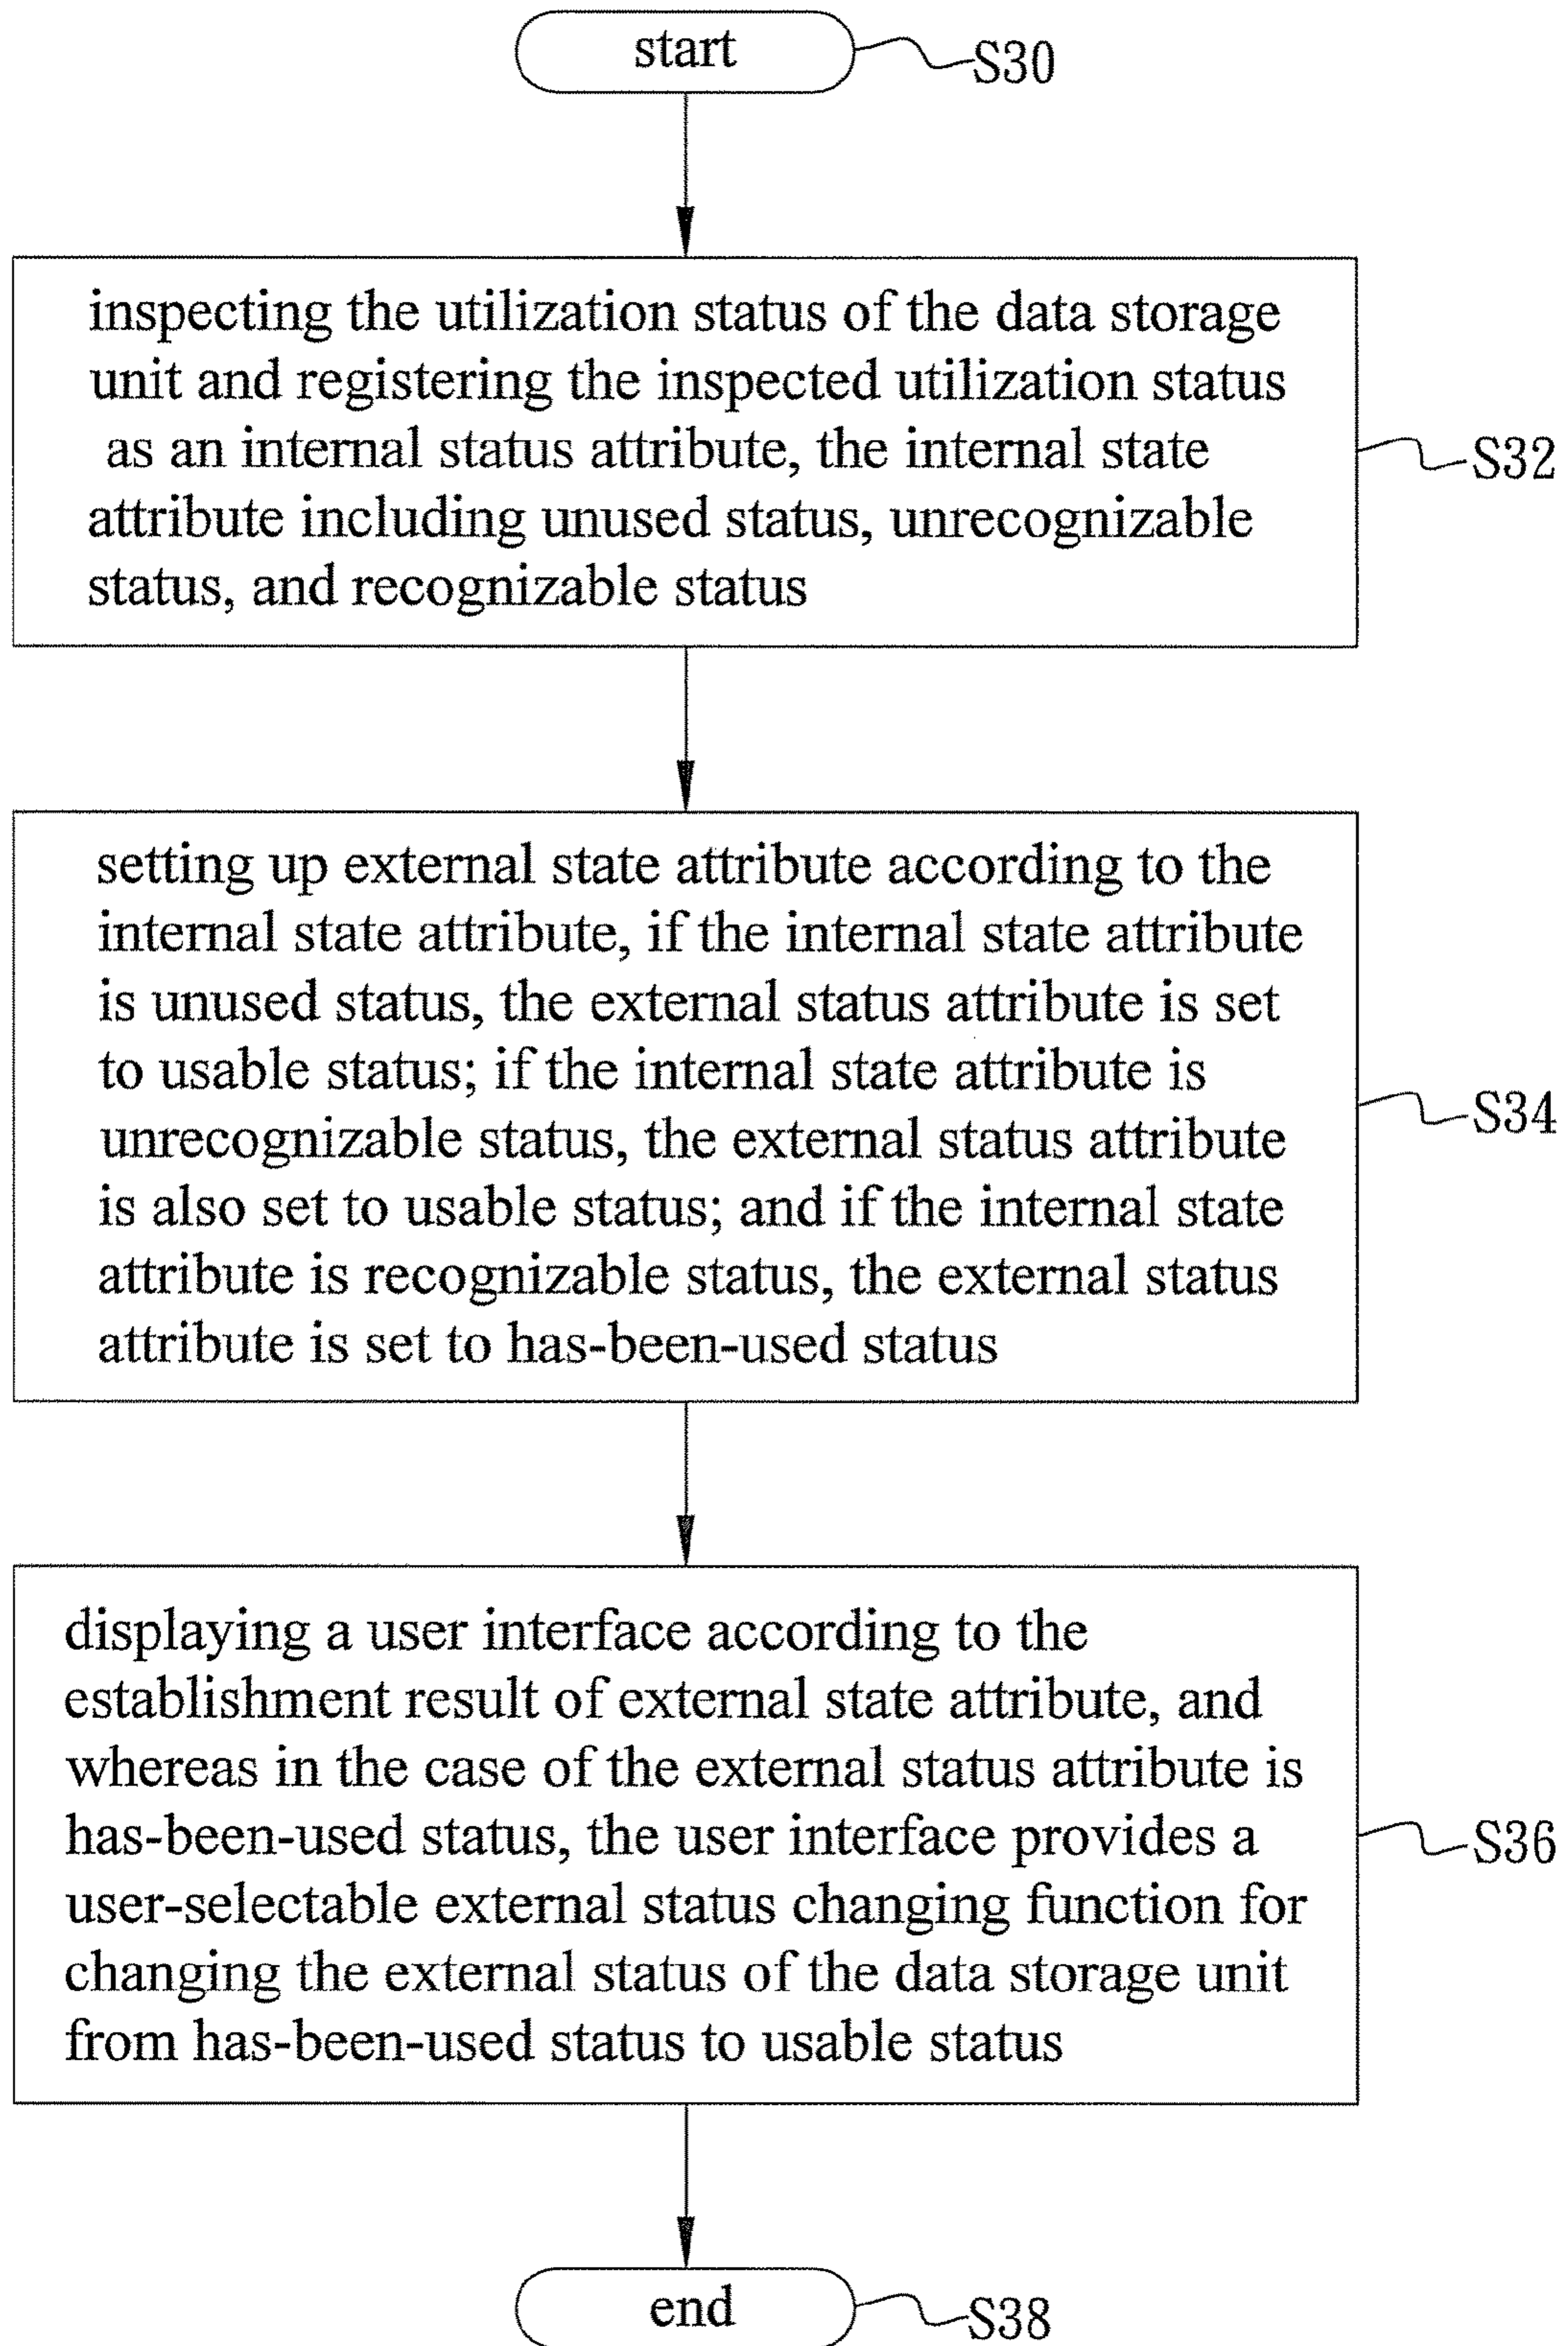 start
S30
inspecting the utilization status of the data storage
unit and registering the inspected utilization status
as an internal status attribute, the internal state
attribute including unused status, unrecognizable
status, and recognizable status
S32
setting up external state attribute according to the
internal state attribute, if the internal state attribute
is unused status, the external status attribute is set
to usable status; if the internal state attribute is
unrecognizable status, the external status attribute
is also set to usable status; and if the internal state
attribute is recognizable status, the external status
attribute is set to has-been-used status
S34
displaying a user interface according to the
establishment result of external state attribute, and
whereas in the case of the external status attribute is
has-been-used status, the user interface provides a
user-selectable external status changing function for
changing the external status of the data storage unit
from has-been-used status to usable status
S36
end
S38